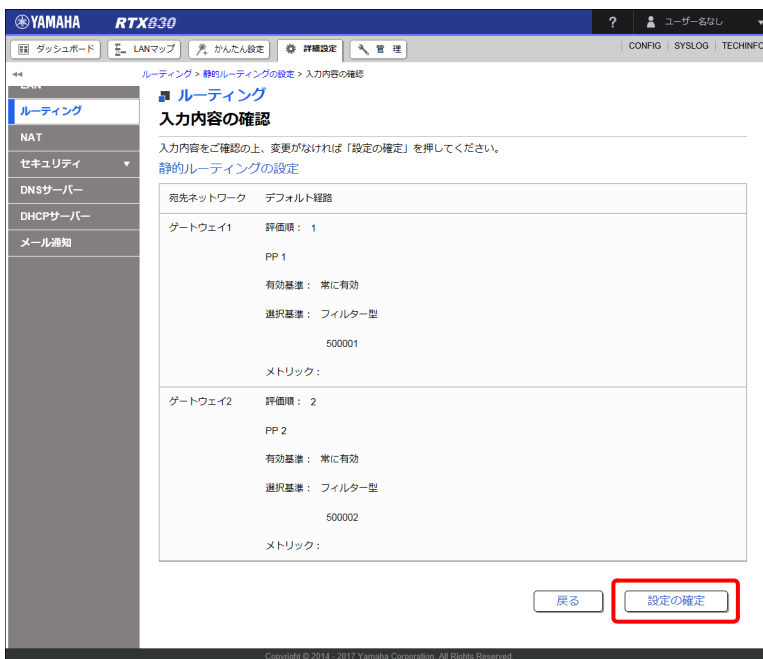 YAMAHA RTX830 ? ユーザー名なし
ダッシュボード LANマップ かんたん設定 詳細設定 管 理 CONFIG SYSLOG TECHINFO
ルーティング > 静的ルーティングの設定 > 入力内容の確認
LAN
ルーティング
NAT
セキュリティ
DNSサーバー
DHCPサーバー
メール通知
ルーティング
入力内容の確認
入力内容をご確認の上、変更がなければ「設定の確定」を押してください。
静的ルーティングの設定
宛先ネットワーク デフォルト経路
ゲートウェイ1 評価順： 1
PP 1
有効基準： 常に有効
選択基準： フィルター型
500001
メトリック：
ゲートウェイ2 評価順： 2
PP 2
有効基準： 常に有効
選択基準： フィルター型
500002
メトリック：
戻る 設定の確定
Copyright © 2014 - 2017 Yamaha Corporation. All Rights Reserved.